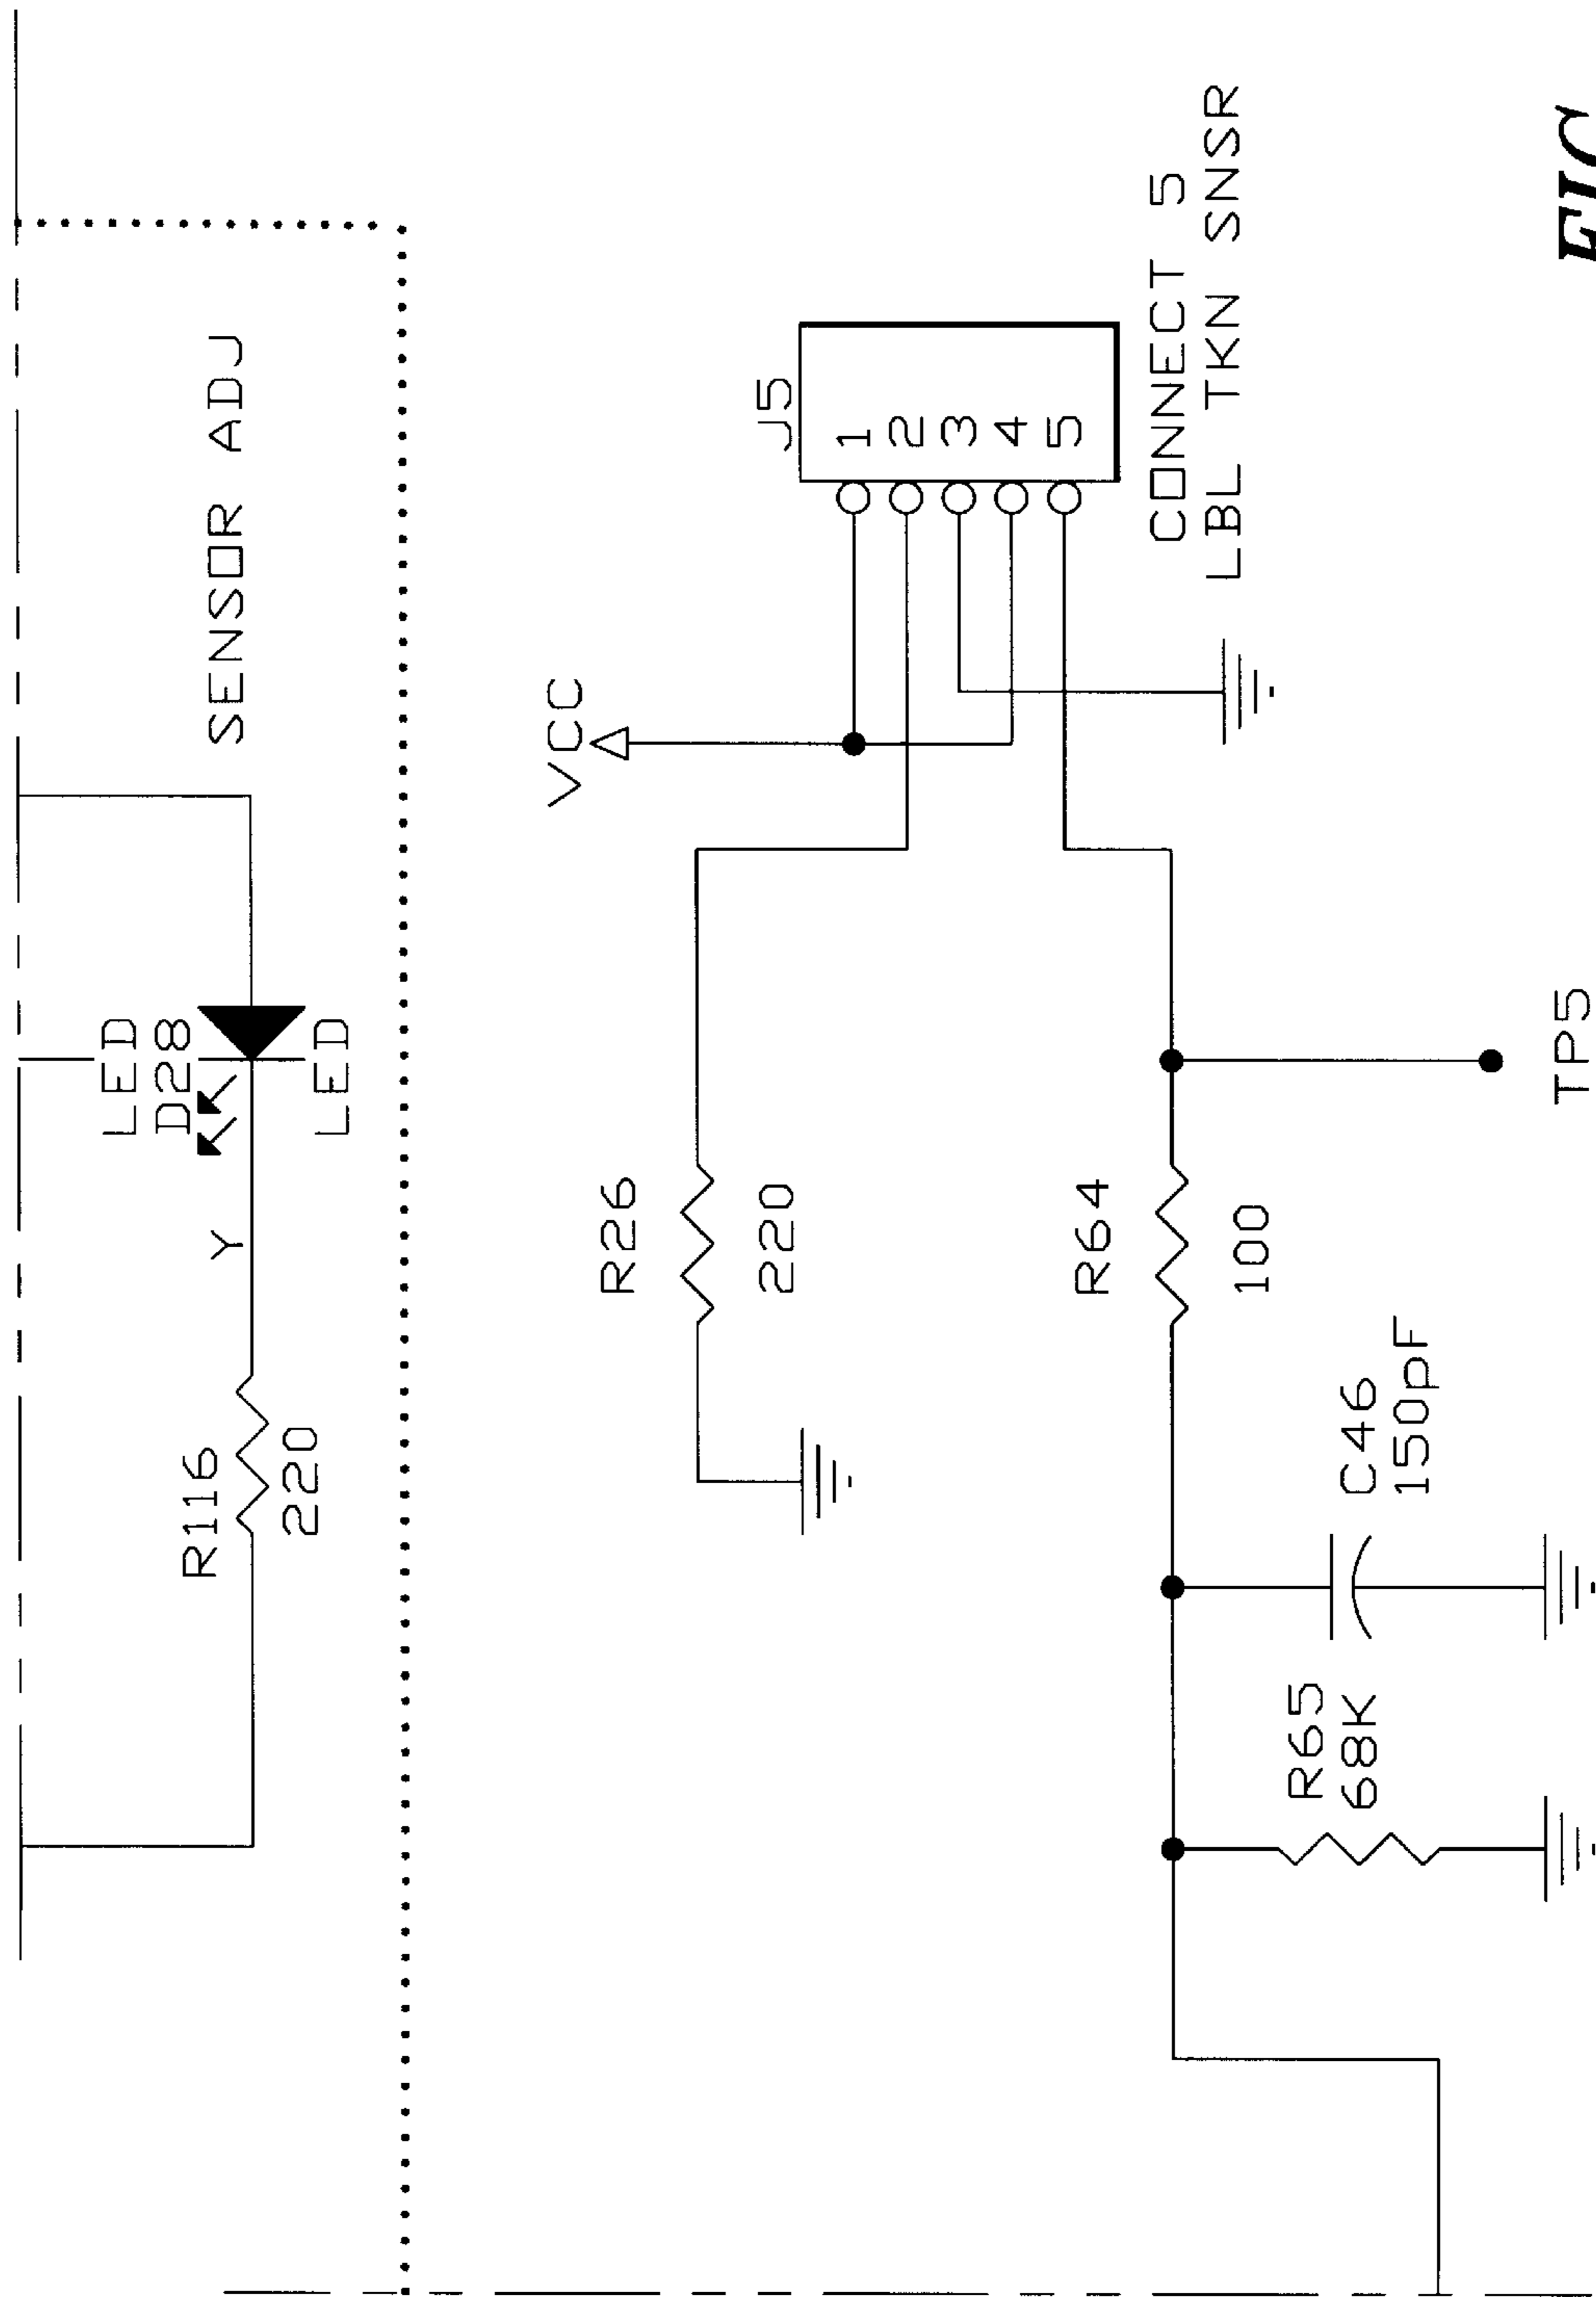 LED
D28
LED
Y
R116
220
SENSOR ADJ
VCC
R26
220
J5
1
2
3
4
5
CONNECT 5
LBL TKN SNSR
R64
100
TP5
C46
150pF
R65
68K